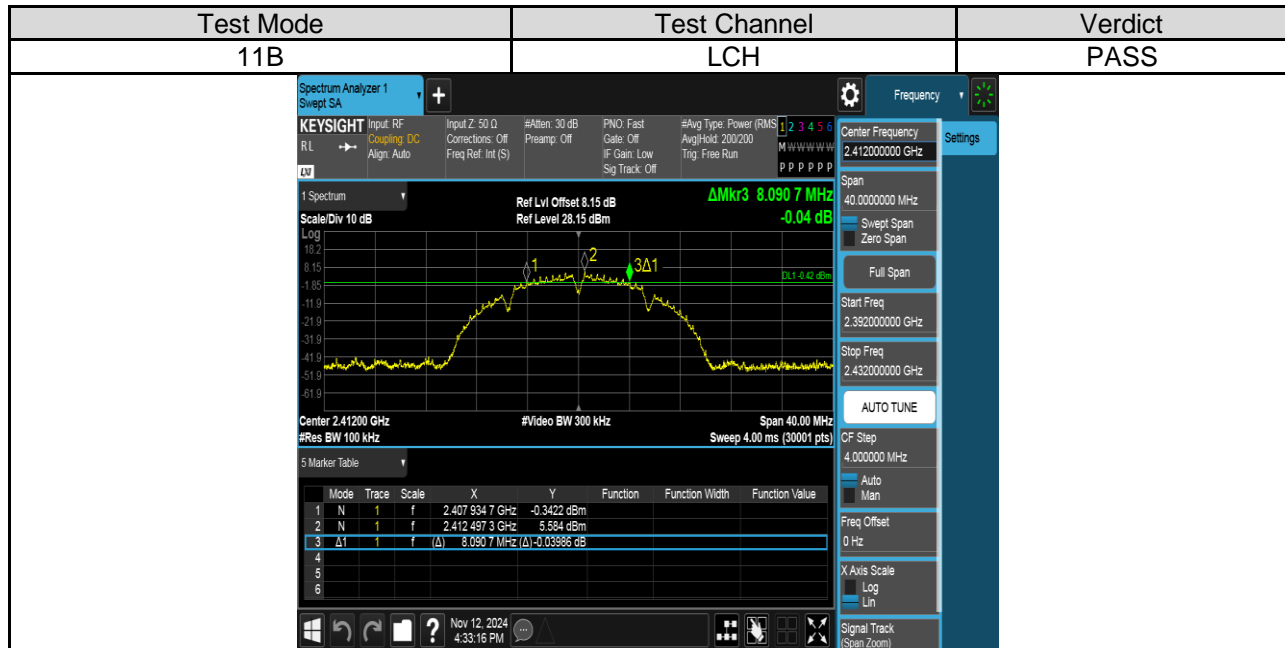 Test Mode Test Channel Verdict
11B LCH PASS
Spectrum Analyzer 1
Swept SA
+
Frequency
KEYSIGHT
RL
LXI
Input: RF
Coupling: DC
Align: Auto
Input Z: 50 Ω
Corrections: Off
Freq Ref: Int (S)
#Atten: 30 dB
Preamp: Off
PNO: Fast
Gate: Off
IF Gain: Low
Sig Track: Off
#Avg Type: Power (RMS
Avg|Hold: 200/200
Trig: Free Run
1 2 3 4 5 6
M W W W W W
P P P P P P
Center Frequency
2.412000000 GHz
Settings
1 Spectrum
Scale/Div 10 dB
Ref Lvl Offset 8.15 dB
Ref Level 28.15 dBm
ΔMkr3 8.090 7 MHz
-0.04 dB
Log
18.2
8.15
-1.85
-11.9
-21.9
-31.9
-41.9
-51.9
-61.9
1
2
3Δ1
DL1 -0.42 dBm
Center 2.41200 GHz
#Res BW 100 kHz
#Video BW 300 kHz
Span 40.00 MHz
Sweep 4.00 ms (30001 pts)
Span
40.0000000 MHz
Swept Span
Zero Span
Full Span
Start Freq
2.392000000 GHz
Stop Freq
2.432000000 GHz
AUTO TUNE
CF Step
4.000000 MHz
Auto
Man
Freq Offset
0 Hz
X Axis Scale
Log
Lin
Signal Track
(Span Zoom)
5 Marker Table
Mode Trace Scale X Y Function Function Width Function Value
1 N 1 f 2.407 934 7 GHz -0.3422 dBm
2 N 1 f 2.412 497 3 GHz 5.584 dBm
3 Δ1 1 f (Δ) 8.090 7 MHz (Δ) -0.03986 dB
4
5
6
?
Nov 12, 2024
4:33:16 PM